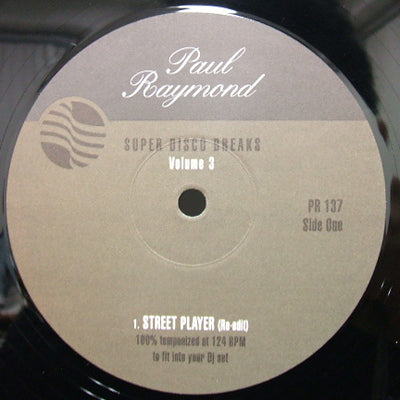 Paul
Raymond
SUPER DISCO BREAKS
Volume 3
PR 137
Side One
1. STREET PLAYER (Re-edit)
100% temponized at 124 BPM
to fit into your Dj set